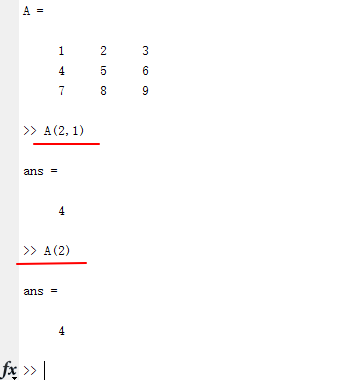 A =
1 2 3
4 5 6
7 8 9
>> A(2,1)
ans =
4
>> A(2)
ans =
4
fx >>